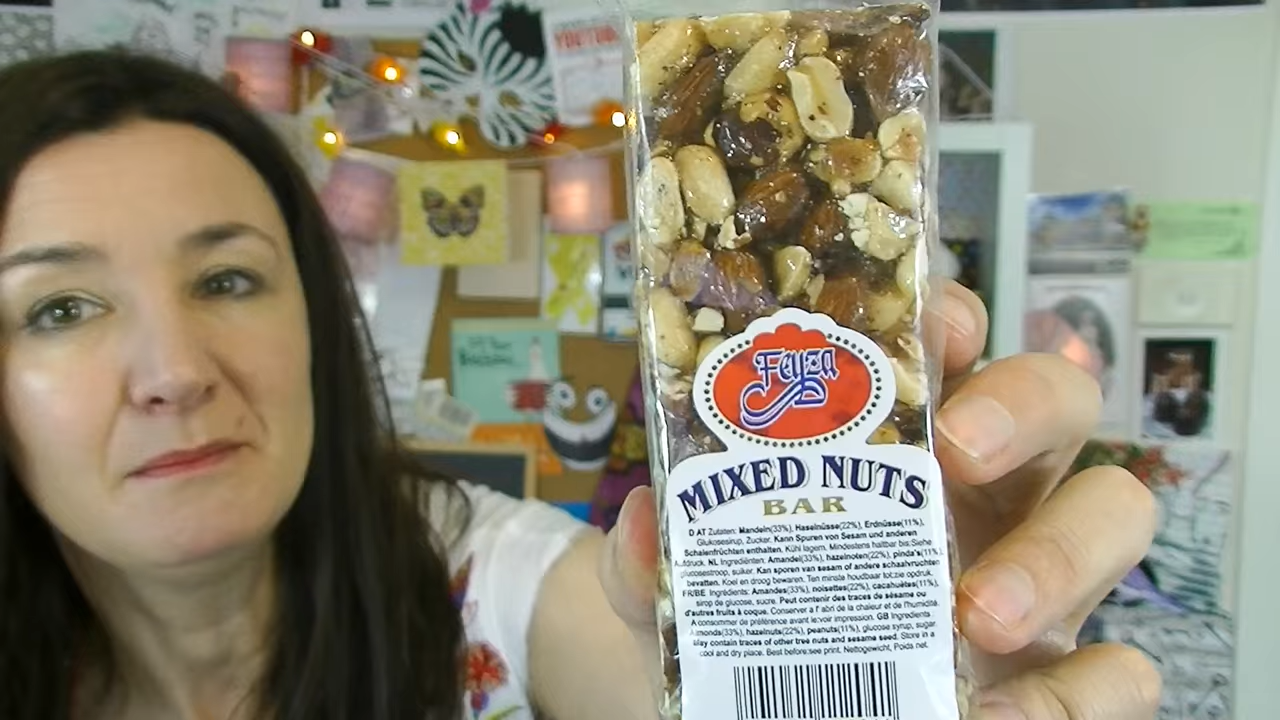 YOUTUBE
Feyza
MIXED NUTS
BAR
D AT Zutaten: Mandeln(33%), Haselnüsse(22%), Erdnüsse(11%),
Glukosesirup, Zucker. Kann Spuren von Sesam und anderen
Schalenfrüchten enthalten. Kühl lagern. Mindestens haltbar bis:Siehe
Aufdruck. NL Ingrediënten: Amandel(33%), hazelnoten(22%), pinda's(11%),
glucosestroop, suiker. Kan sporen van sesam of andere schaalvruchten
bevatten. Koel en droog bewaren. Ten minste houdbaar tot:zie opdruk.
FR/BE Ingrédients: Amandes(33%), noisettes(22%), cacahuètes(11%),
sirop de glucose, sucre. Peut contenir des traces de sésame ou
d'autres fruits à coque. Conserver a l' abri de la chaleur et de l'humidité.
A consommer de préférence avant le:voir impression. GB Ingredients:
Almonds(33%), hazelnuts(22%), peanuts(11%), glucose syrup, sugar.
May contain traces of other tree nuts and sesame seed. Store in a
cool and dry place. Best before:see print. Nettogewicht, Poids net.